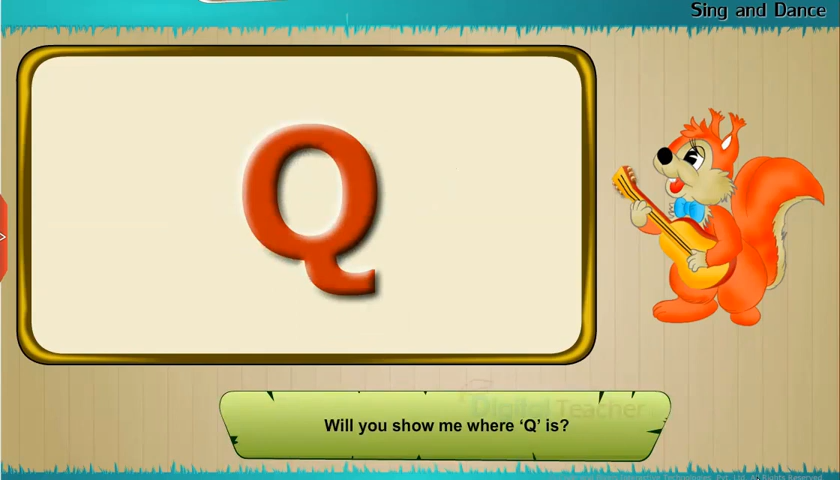 Sing and Dance
Q
Digital Teacher
Will you show me where ‘Q’ is?